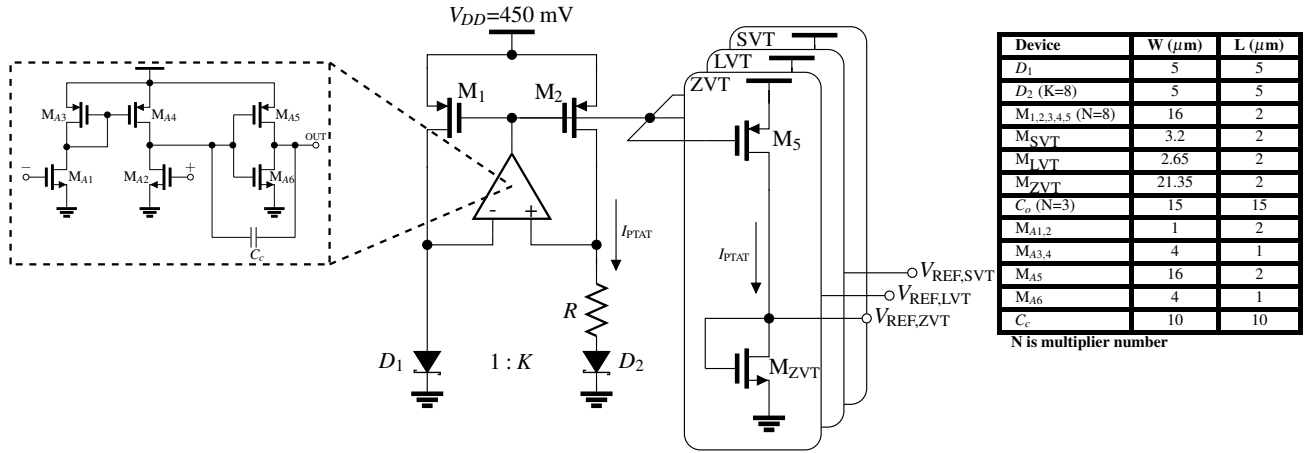 V_DD=450 mV
SVT
LVT
ZVT
M_A3
M_A4
M_A5
OUT
−
M_A1
M_A2
+
M_A6
C_c
M_1
M_2
M_5
-
+
I_PTAT
I_PTAT
R
D_1
1 : K
D_2
M_ZVT
V_REF,SVT
V_REF,LVT
V_REF,ZVT
Device W (μm) L (μm)
D_1 5 5
D_2 (K=8) 5 5
M_1,2,3,4,5 (N=8) 16 2
M_SVT 3.2 2
M_LVT 2.65 2
M_ZVT 21.35 2
C_o (N=3) 15 15
M_A1,2 1 2
M_A3,4 4 1
M_A5 16 2
M_A6 4 1
C_c 10 10
N is multiplier number